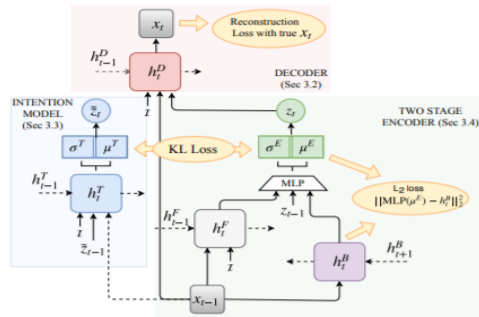 x_t
Reconstruction
Loss with true x_t
h^D_{t-1}
h^D_t
DECODER
(Sec 3.2)
INTENTION
MODEL
(Sec 3.3)
z̃_t
I
z_t
TWO STAGE
ENCODER (Sec 3.4)
σ^T μ^T
KL Loss
σ^E μ^E
MLP
L_2 loss
||MLP(μ^E) − h^B_t||^2_2
h^T_{t-1}
h^T_t
h^F_{t-1}
h^F_t
z_{t-1}
h^B_t
h^B_{t+1}
I
z̃_{t-1}
I
x_{t-1}